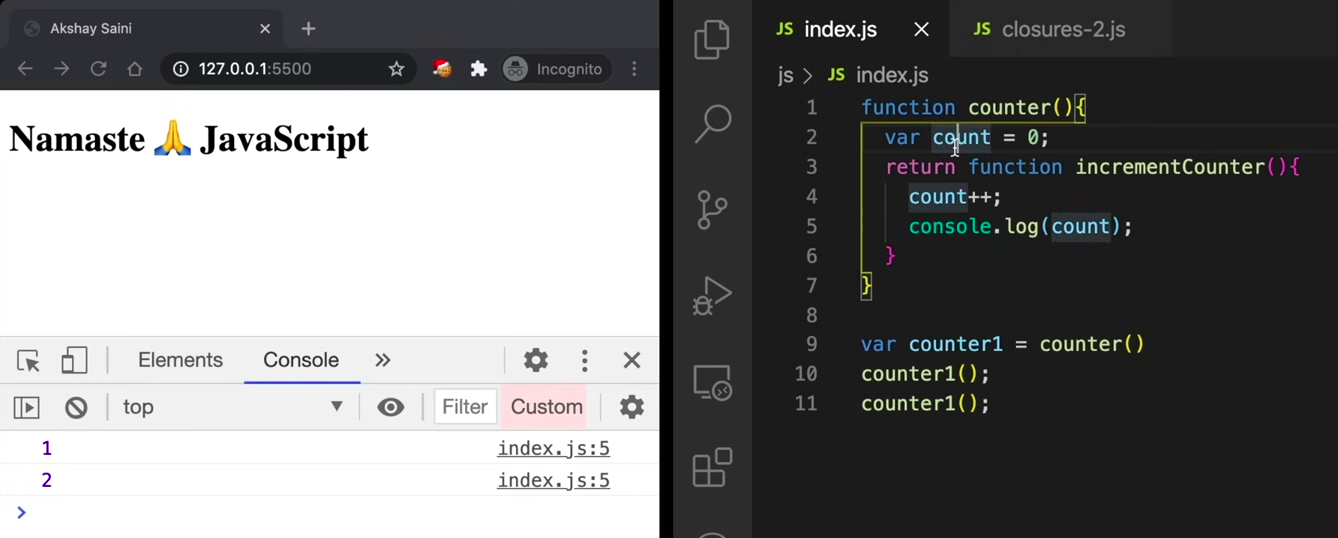 Akshay Saini
127.0.0.1:5500
Incognito
Namaste 🙏 JavaScript
Elements Console
top Filter Custom
1 index.js:5
2 index.js:5
JS index.js JS closures-2.js
js > JS index.js
1 function counter(){
2 var count = 0;
3 return function incrementCounter(){
4 count++;
5 console.log(count);
6 }
7 }
8
9 var counter1 = counter()
10 counter1();
11 counter1();